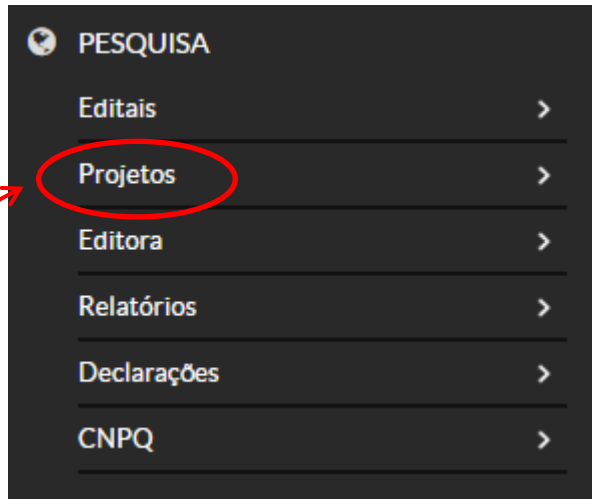 PESQUISA
Editais
Projetos
Editora
Relatórios
Declarações
CNPQ